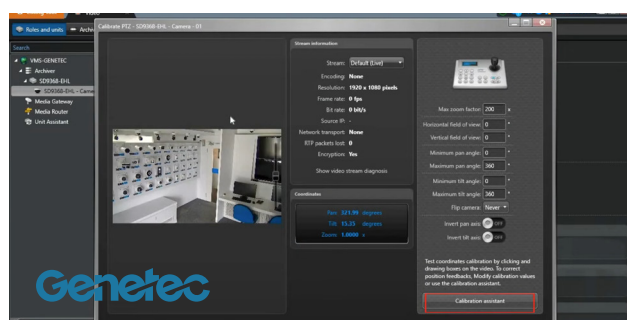 Video
Calibrate PTZ - SD9368-EHL - Camera - 01
Rules and units
Search
VMS-GENETEC
Archiver
SD9368-EHL
SD9368-EHL - Came
Media Gateway
Media Router
Unit Assistant
Stream information
Stream: Default (Live)
Encoding: None
Resolution: 1920 x 1080 pixels
Frame rate: 0 fps
Bit rate: 0 bit/s
Source IP: -
Network transport: None
RTP packets lost: 0
Encryption: Yes
Show video stream diagnosis
Coordinates
Pan: 321.99 degrees
Tilt: 15.35 degrees
Zoom: 1.0000 x
Max zoom factor: 200 x
Horizontal field of view: 0 °
Vertical field of view: 0 °
Minimum pan angle: 0 °
Maximum pan angle: 360 °
Minimum tilt angle: 0 °
Maximum tilt angle: 360 °
Flip camera: Never
Invert pan axis: OFF
Invert tilt axis: OFF
Test coordinates calibration by clicking and
drawing boxes on the video. To correct
position feedbacks, Modify calibration values
or use the calibration assistant.
Calibration assistant
Genetec